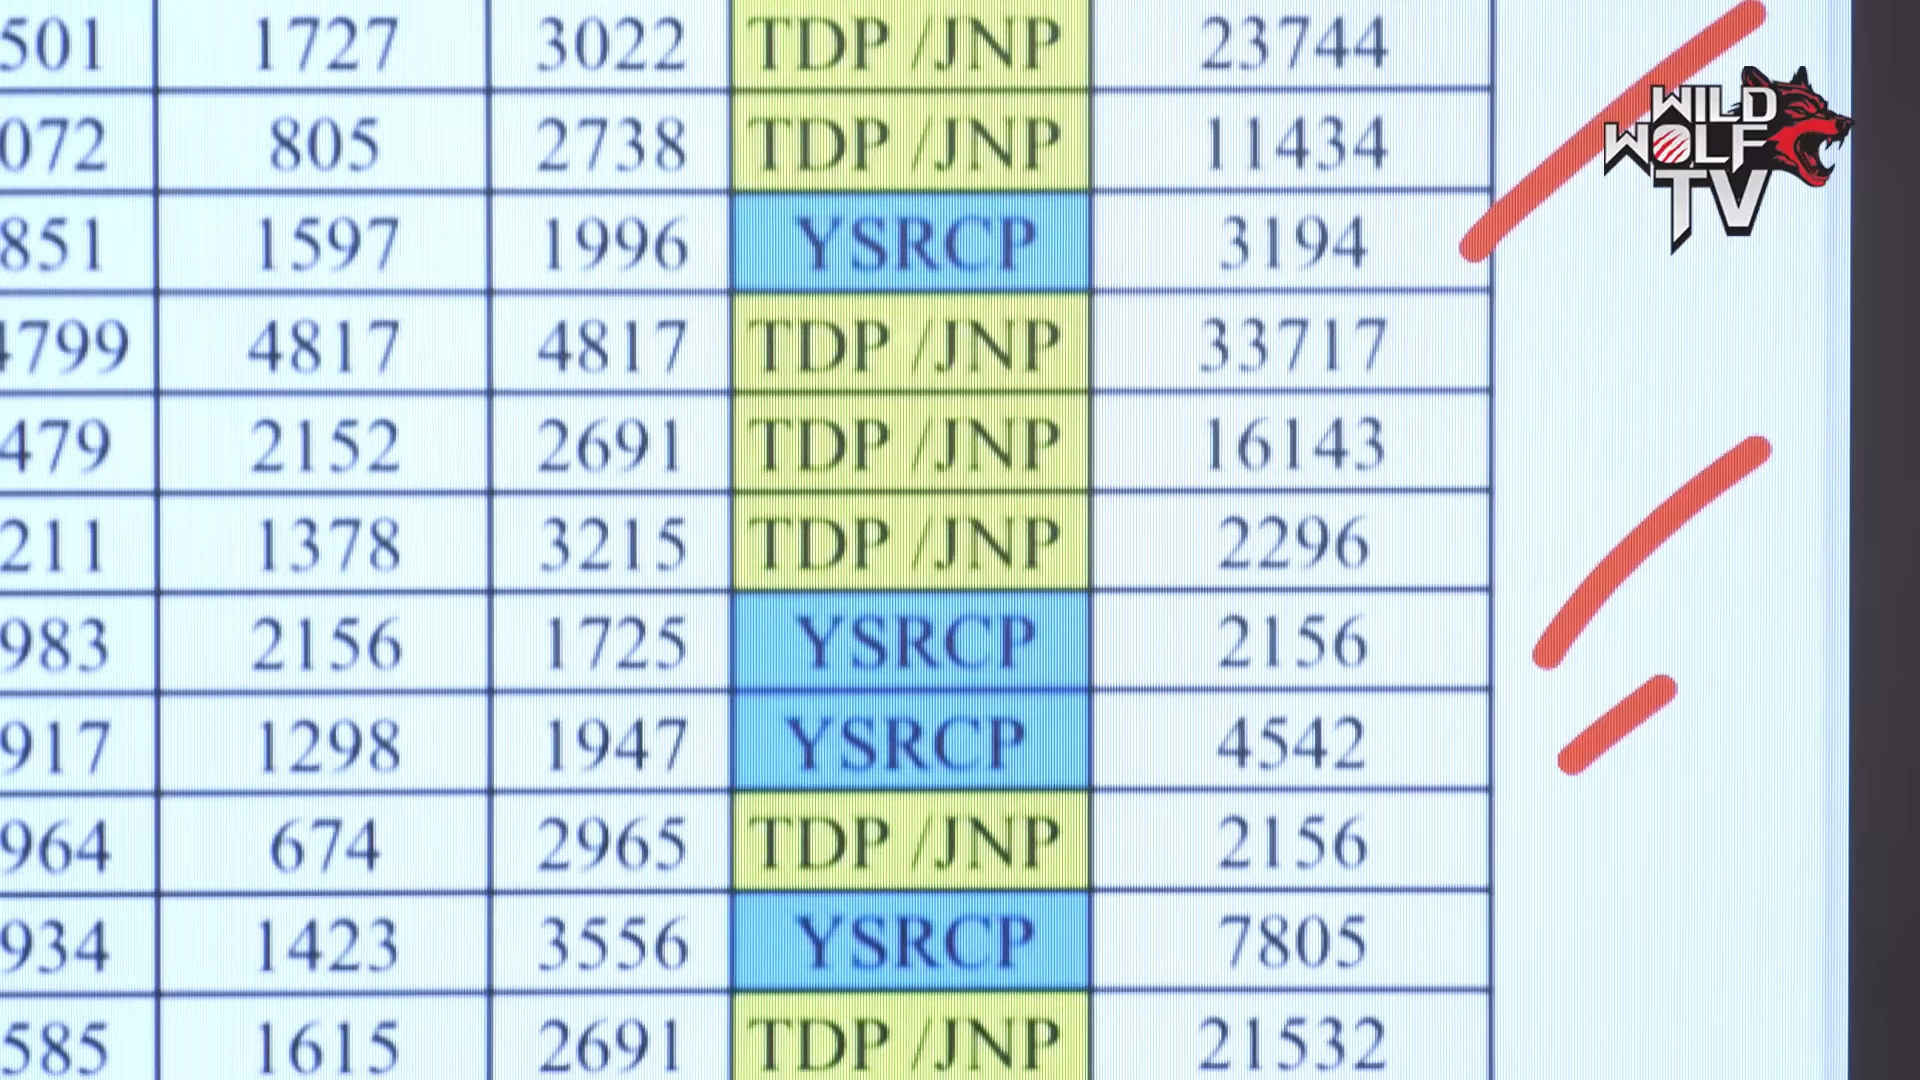 501 1727 3022 TDP /JNP 23744
072 805 2738 TDP /JNP 11434
851 1597 1996 YSRCP 3194
4799 4817 4817 TDP /JNP 33717
479 2152 2691 TDP /JNP 16143
211 1378 3215 TDP /JNP 2296
983 2156 1725 YSRCP 2156
917 1298 1947 YSRCP 4542
964 674 2965 TDP /JNP 2156
934 1423 3556 YSRCP 7805
585 1615 2691 TDP /JNP 21532
WILD
WOLF
TV